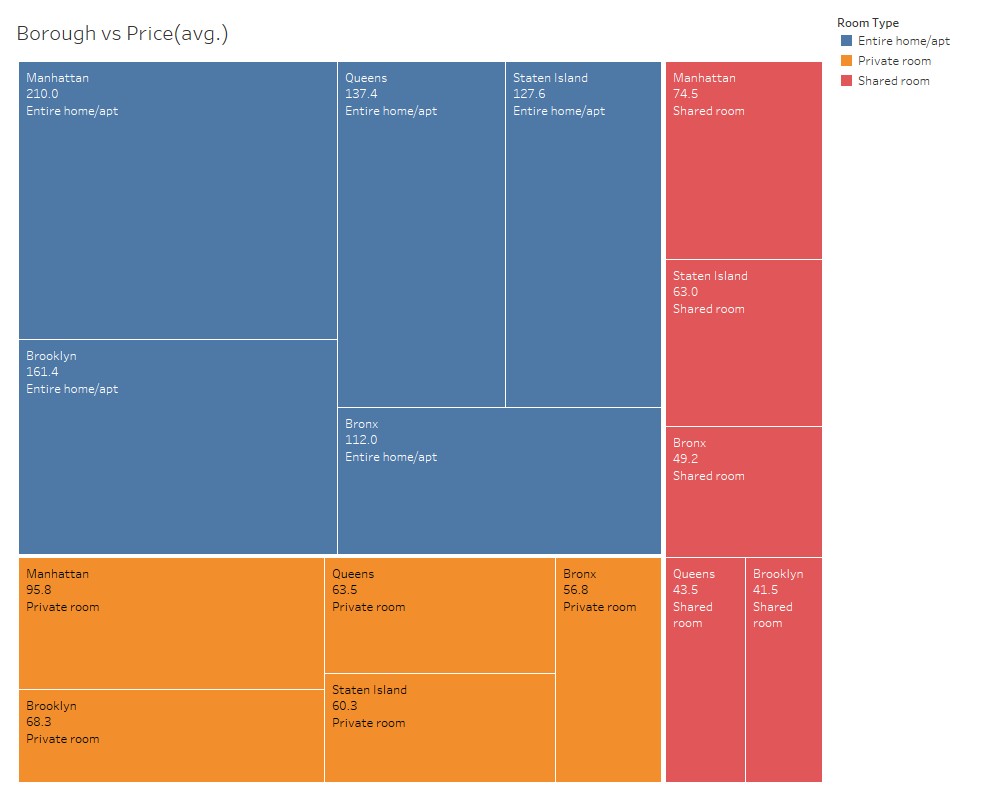 Borough vs Price(avg.)
Room Type
Entire home/apt
Private room
Shared room
Manhattan
210.0
Entire home/apt
Brooklyn
161.4
Entire home/apt
Queens
137.4
Entire home/apt
Staten Island
127.6
Entire home/apt
Bronx
112.0
Entire home/apt
Manhattan
95.8
Private room
Brooklyn
68.3
Private room
Queens
63.5
Private room
Staten Island
60.3
Private room
Bronx
56.8
Private room
Manhattan
74.5
Shared room
Staten Island
63.0
Shared room
Bronx
49.2
Shared room
Queens
43.5
Shared
room
Brooklyn
41.5
Shared
room